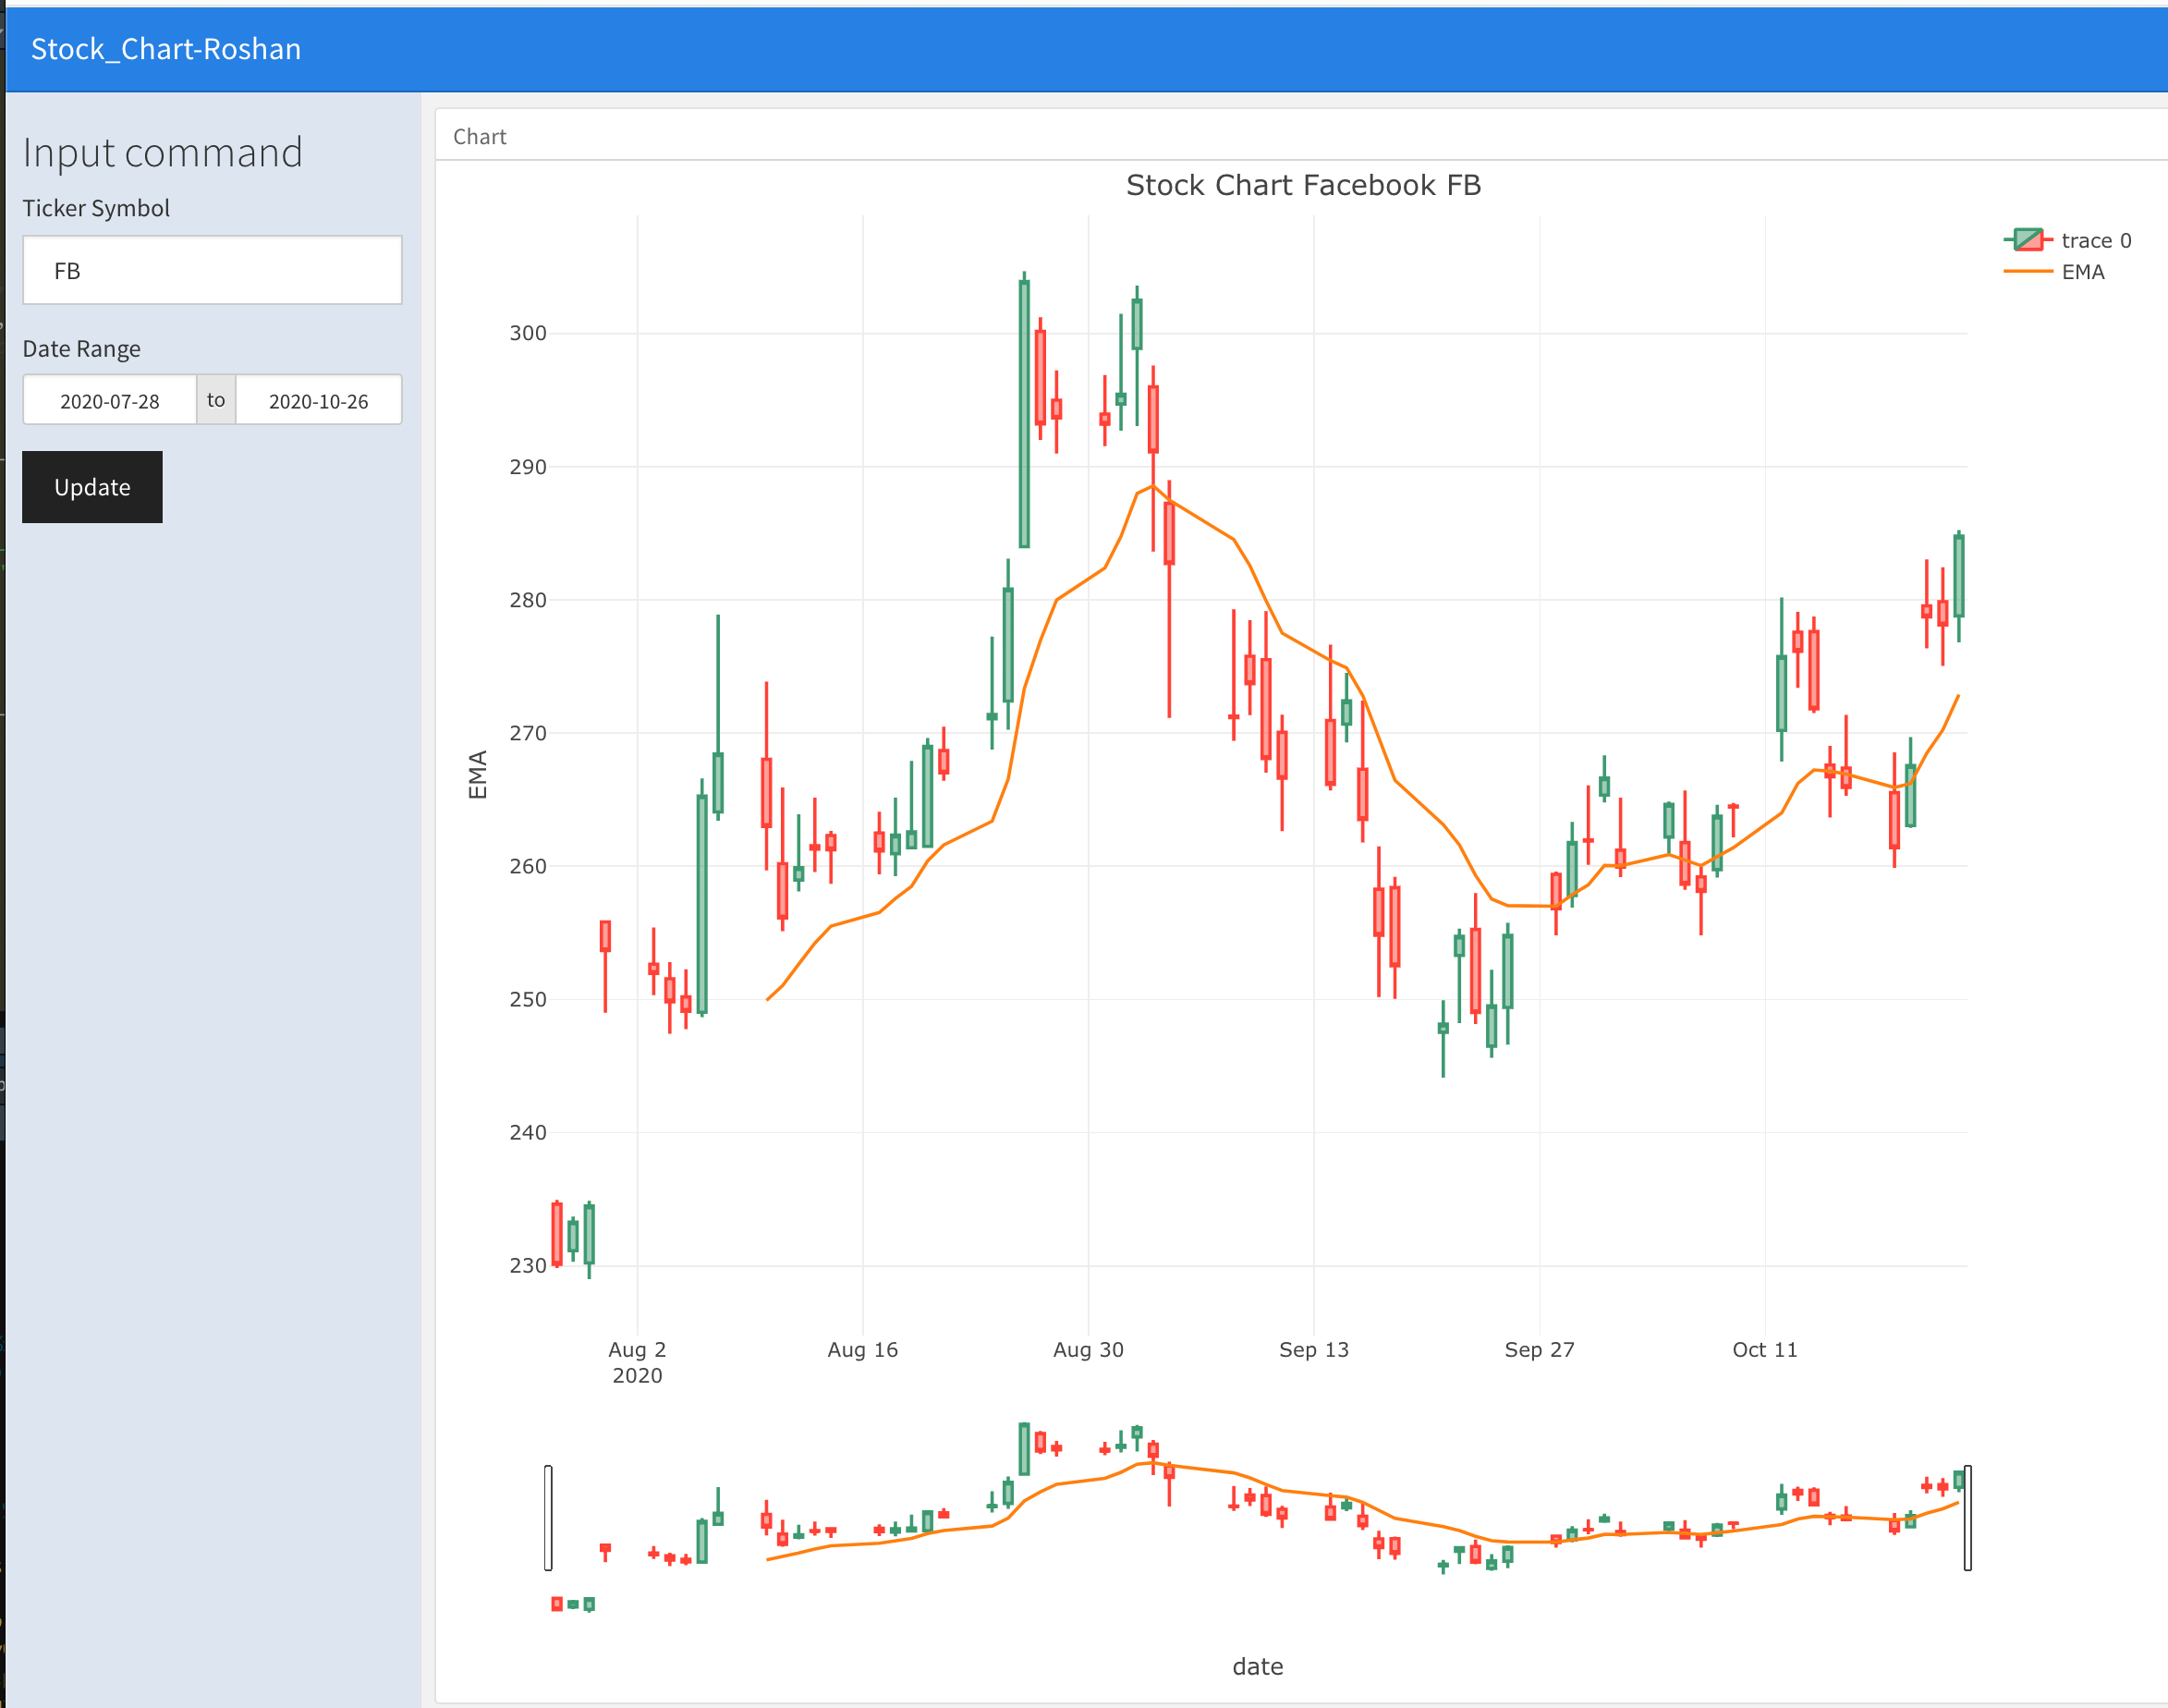 Stock_Chart-Roshan
Input command
Ticker Symbol
FB
Date Range
2020-07-28 to 2020-10-26
Update
Chart
Stock Chart Facebook FB
trace 0
EMA
300
290
280
270
260
250
240
230
EMA
Aug 2 Aug 16 Aug 30 Sep 13 Sep 27 Oct 11
2020
date